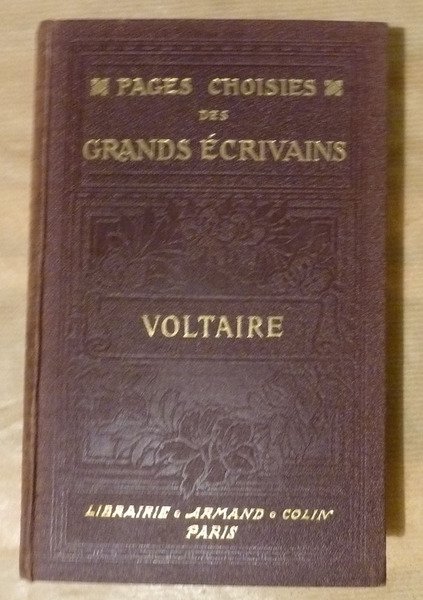 PAGES CHOISIES
DES
GRANDS ÉCRIVAINS
VOLTAIRE
LIBRAIRIE • ARMAND • COLIN
PARIS